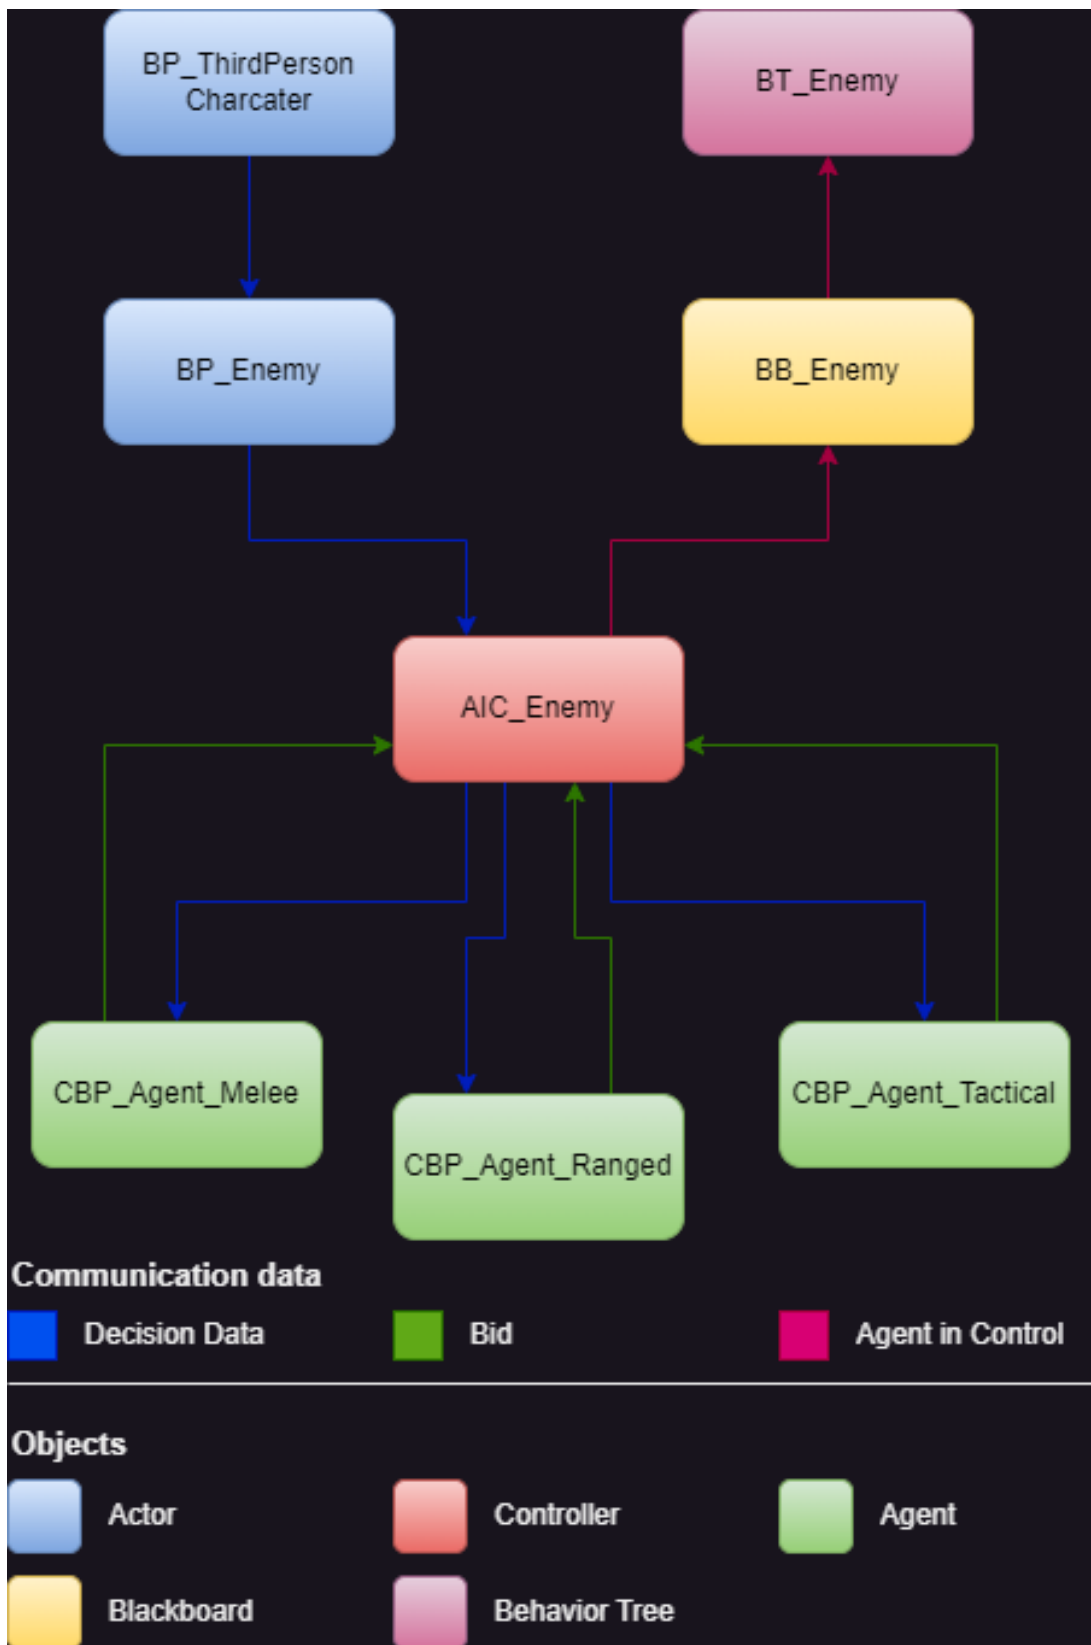 BP_ThirdPerson
Charcater
BT_Enemy
BP_Enemy
BB_Enemy
AIC_Enemy
CBP_Agent_Melee
CBP_Agent_Ranged
CBP_Agent_Tactical
Communication data
Decision Data
Bid
Agent in Control
Objects
Actor
Controller
Agent
Blackboard
Behavior Tree